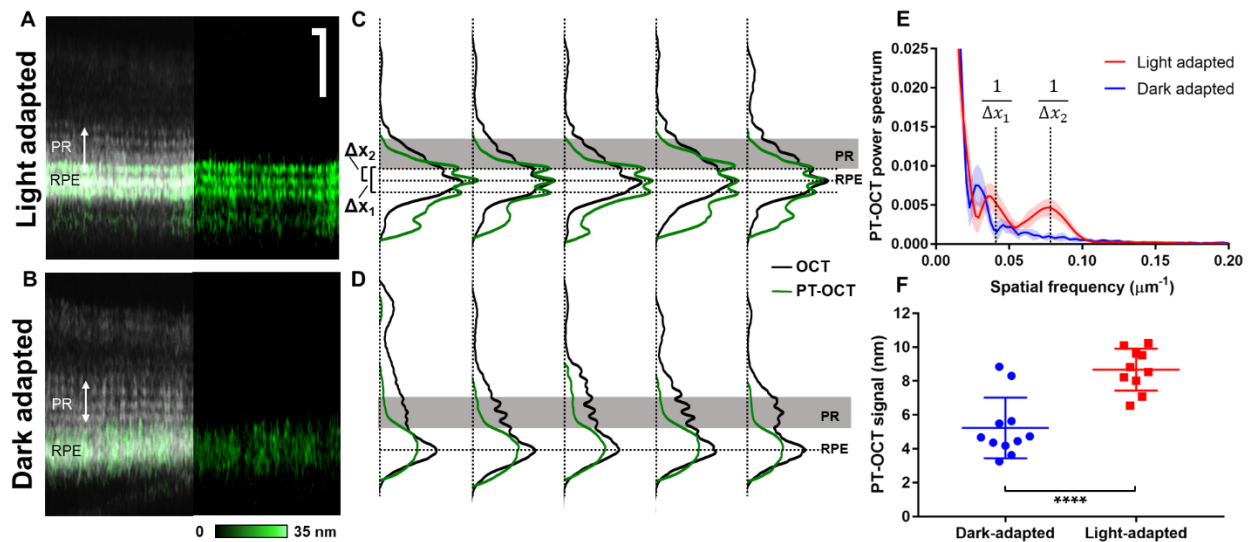 A
Light adapted
PR
RPE
B
Dark adapted
PR
RPE
0 35 nm
C
Δx₂
Δx₁
PR
RPE
OCT
PT-OCT
D
PR
RPE
E
PT-OCT power spectrum
0.025
0.020
0.015
0.010
0.005
0.000
Light adapted
Dark adapted
1/Δx₁ 1/Δx₂
0.00 0.05 0.10 0.15 0.20
Spatial frequency (μm⁻¹)
F
PT-OCT signal (nm)
12
10
8
6
4
2
0
****
Dark-adapted Light-adapted